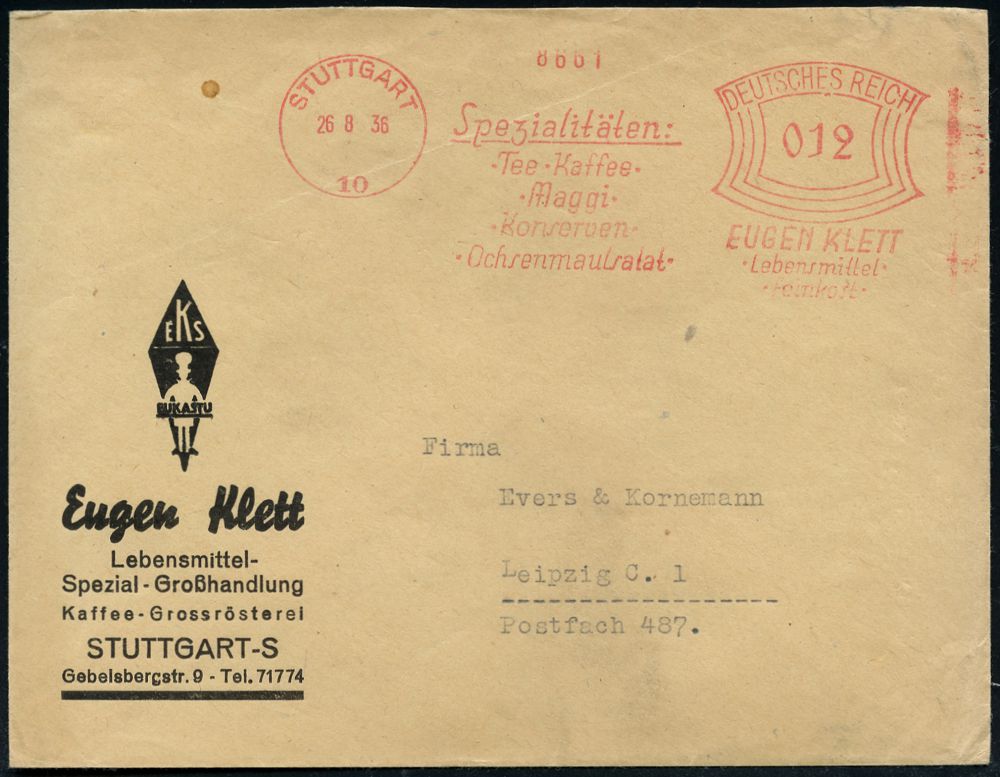 8661
STUTTGART
26 8 36
10
Spezialitäten:
·Tee·Kaffee·
·Maggi·
·Konserven·
·Ochsenmaulsalat·
DEUTSCHES REICH
012
EUGEN KLETT
·Lebensmittel·
·Feinkost·
EKS
EUKASTU
Eugen Klett
Lebensmittel-
Spezial-Großhandlung
Kaffee-Grossrösterei
STUTTGART-S
Gebelsbergstr. 9 - Tel. 71774
Firma
Evers & Kornemann
Leipzig C. 1
Postfach 487.